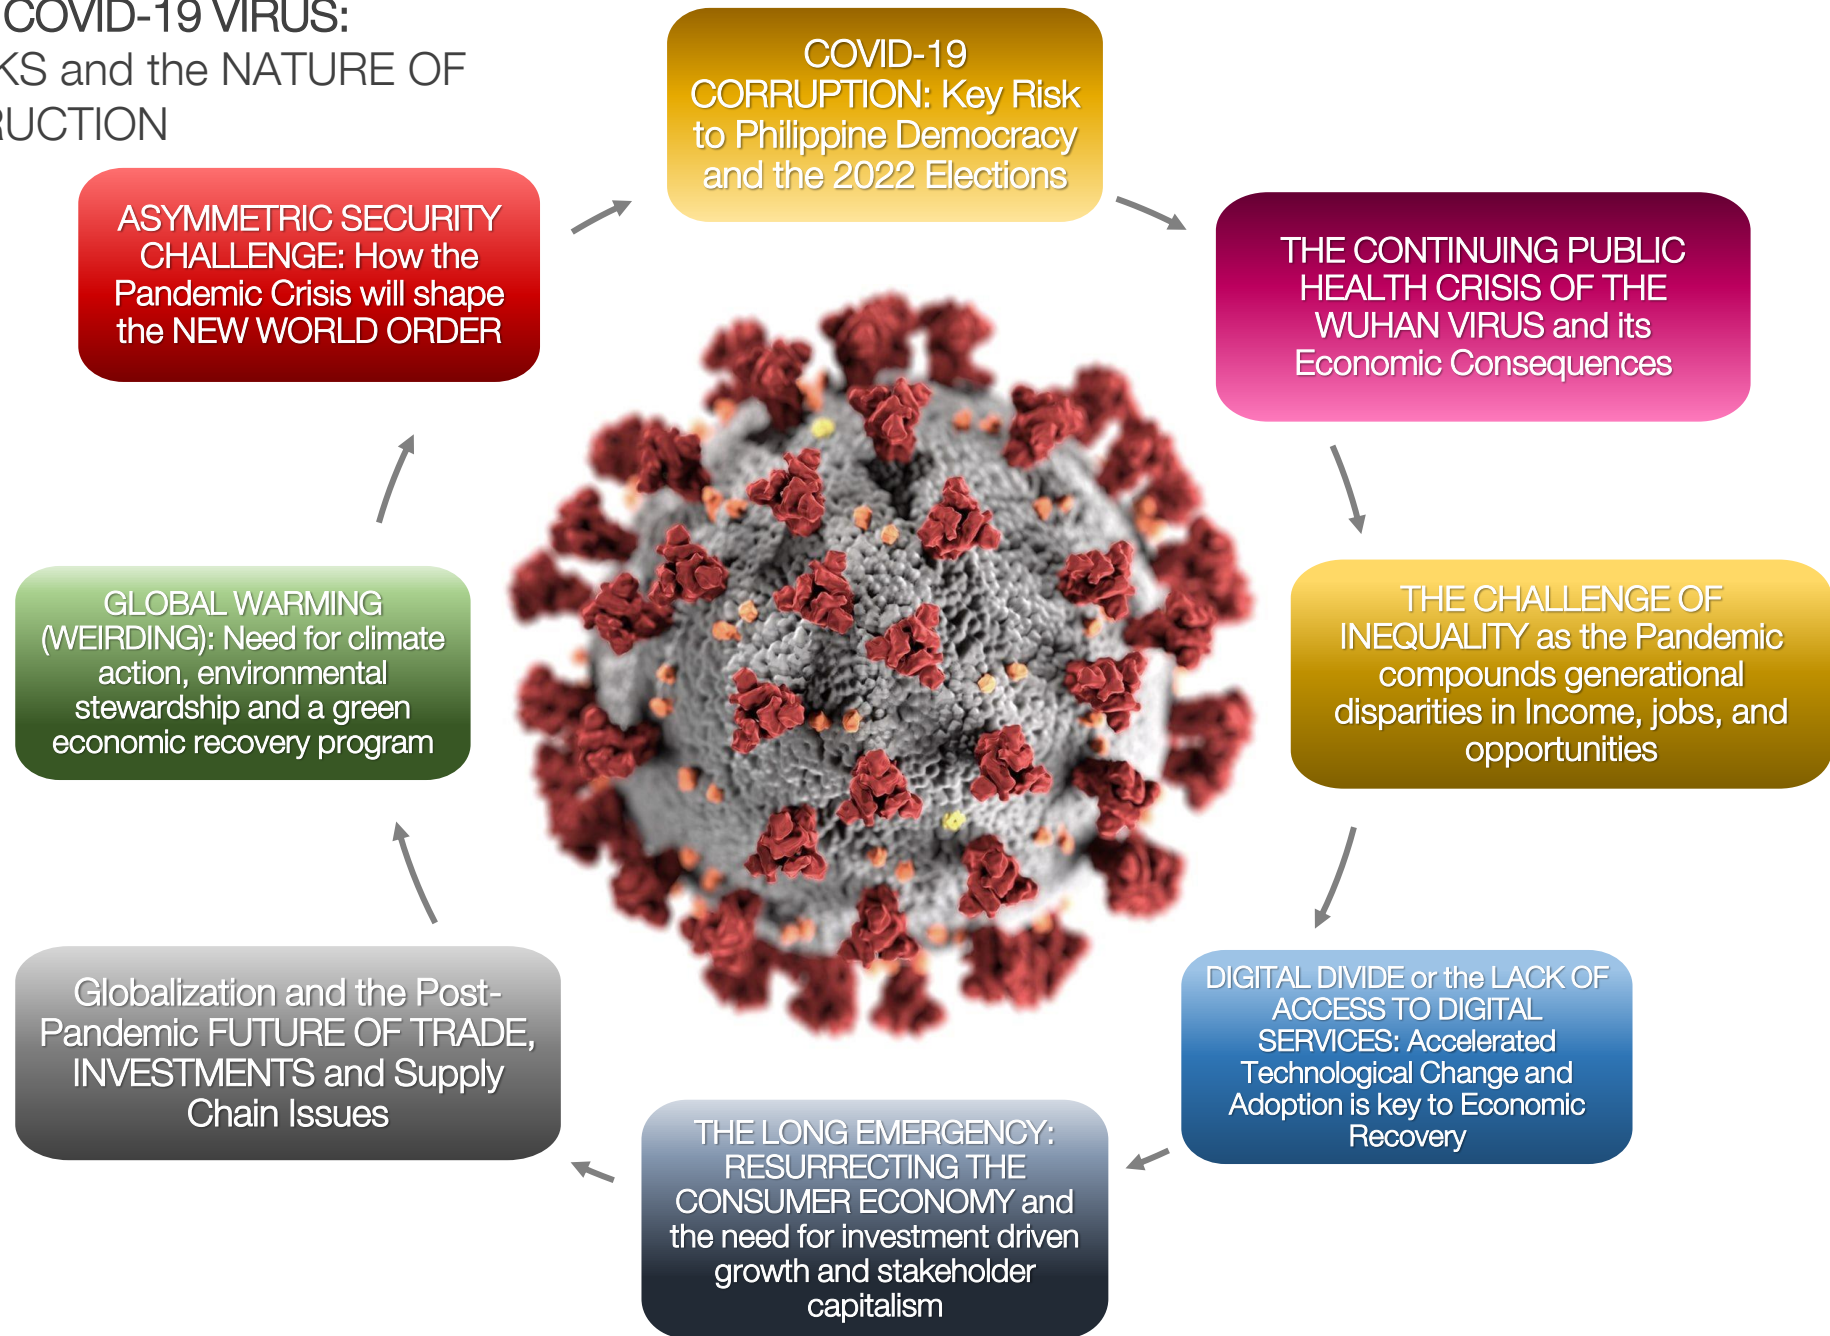 COVID-19 VIRUS:
KS and the NATURE OF
RUCTION
COVID-19
CORRUPTION: Key Risk
to Philippine Democracy
and the 2022 Elections
THE CONTINUING PUBLIC
HEALTH CRISIS OF THE
WUHAN VIRUS and its
Economic Consequences
THE CHALLENGE OF
INEQUALITY as the Pandemic
compounds generational
disparities in Income, jobs, and
opportunities
DIGITAL DIVIDE or the LACK OF
ACCESS TO DIGITAL
SERVICES: Accelerated
Technological Change and
Adoption is key to Economic
Recovery
THE LONG EMERGENCY:
RESURRECTING THE
CONSUMER ECONOMY and
the need for investment driven
growth and stakeholder
capitalism
Globalization and the Post-
Pandemic FUTURE OF TRADE,
INVESTMENTS and Supply
Chain Issues
GLOBAL WARMING
(WEIRDING): Need for climate
action, environmental
stewardship and a green
economic recovery program
ASYMMETRIC SECURITY
CHALLENGE: How the
Pandemic Crisis will shape
the NEW WORLD ORDER